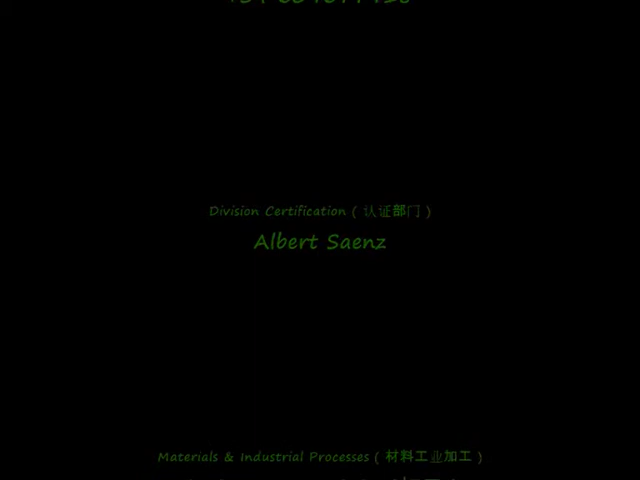 Division Certification ( 认证部门 )
Albert Saenz
Materials & Industrial Processes ( 材料工业加工 )